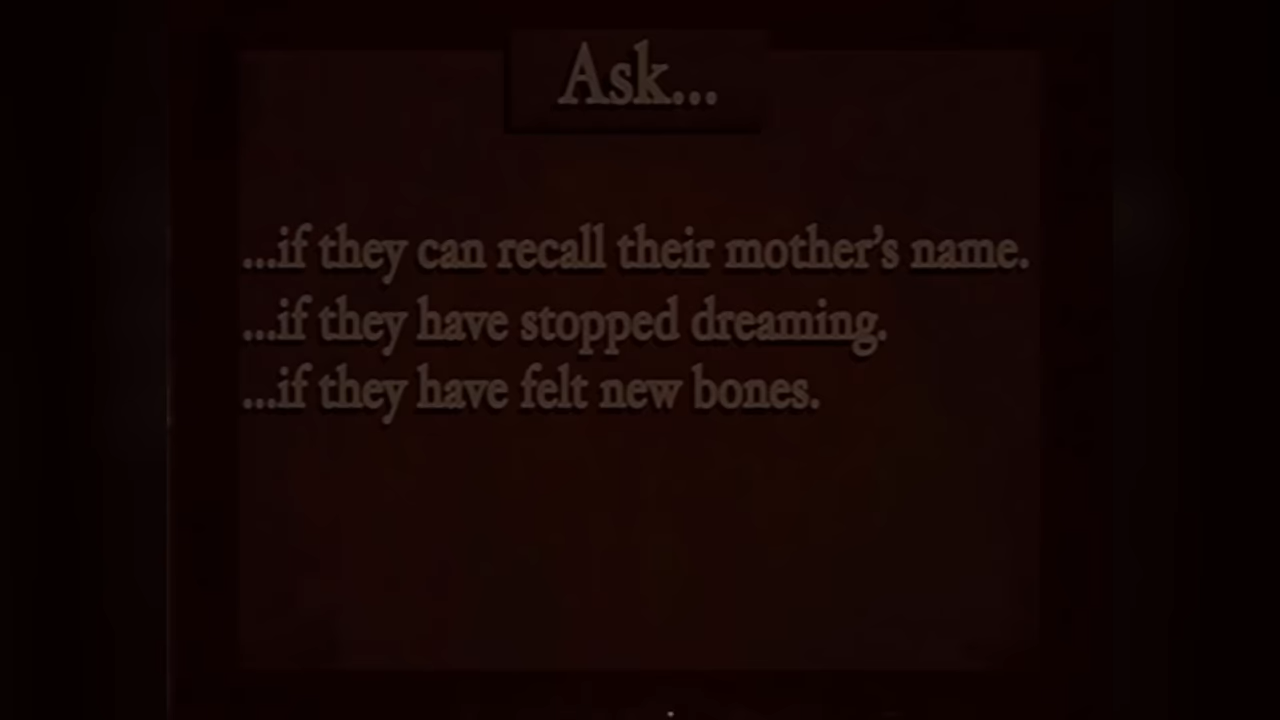 Ask...
...if they can recall their mother's name.
...if they have stopped dreaming.
...if they have felt new bones.